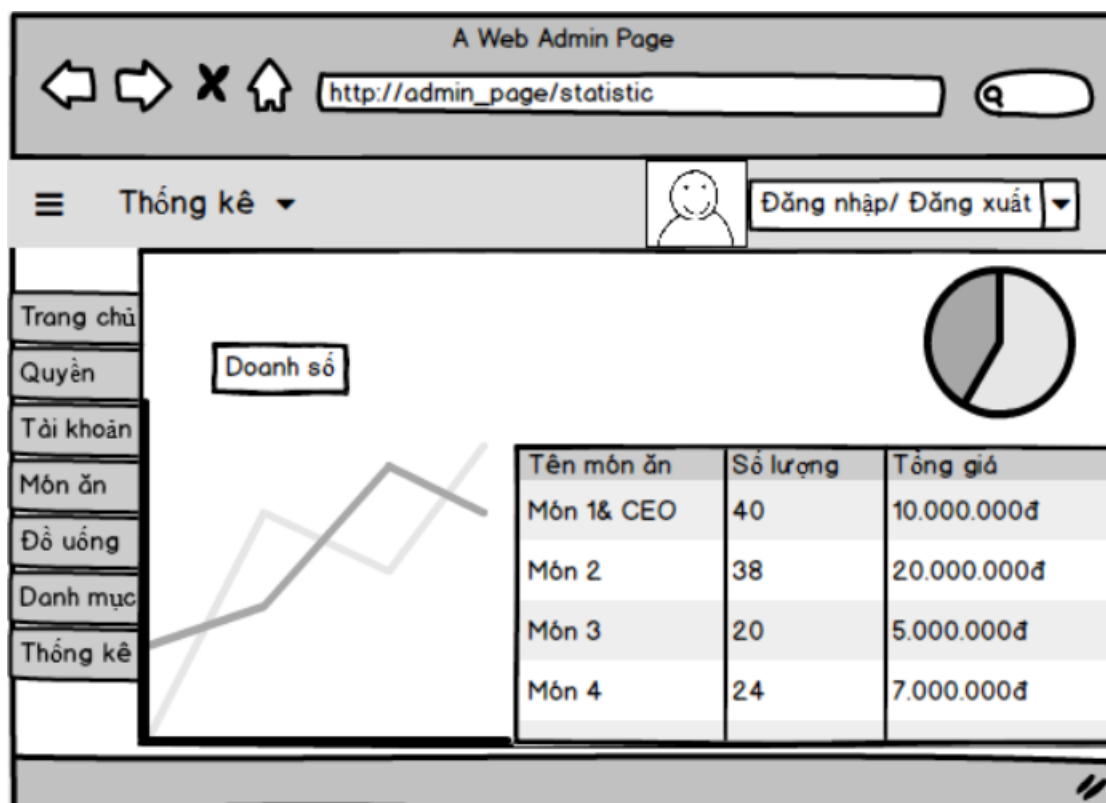 A Web Admin Page
http://admin_page/statistic
Thống kê
Đăng nhập/ Đăng xuất
Trang chủ
Quyền
Tài khoản
Món ăn
Đồ uống
Danh mục
Thống kê
Doanh số
Tên món ăn Số lượng Tổng giá
Món 1& CEO 40 10.000.000đ
Món 2 38 20.000.000đ
Món 3 20 5.000.000đ
Món 4 24 7.000.000đ